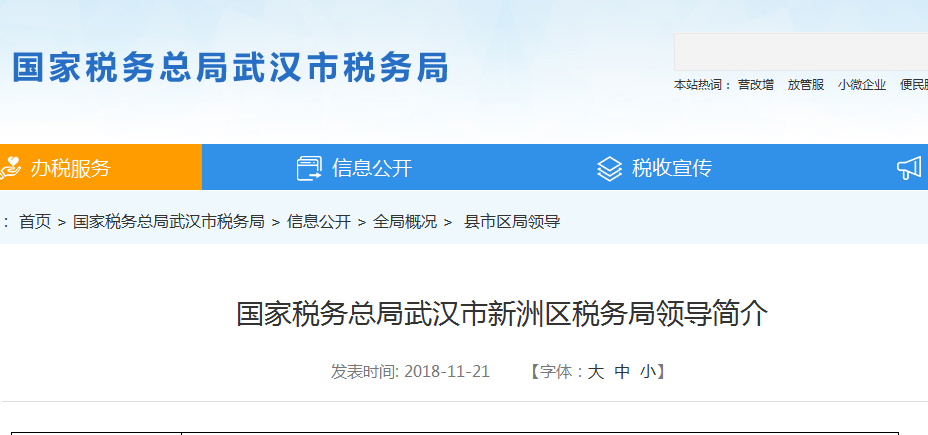 国家税务总局武汉市税务局
本站热词： 营改增 放管服 小微企业 便民
办税服务 信息公开 税收宣传
： 首页 > 国家税务总局武汉市税务局 > 信息公开 > 全局概况 > 县市区局领导
国家税务总局武汉市新洲区税务局领导简介
发表时间: 2018-11-21 【字体：大 中 小】